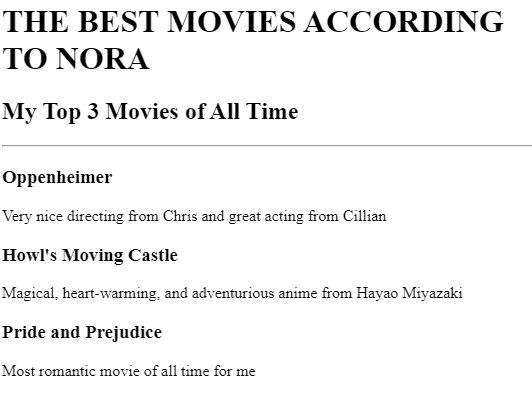 THE BEST MOVIES ACCORDING
TO NORA
My Top 3 Movies of All Time
Oppenheimer
Very nice directing from Chris and great acting from Cillian
Howl's Moving Castle
Magical, heart-warming, and adventurious anime from Hayao Miyazaki
Pride and Prejudice
Most romantic movie of all time for me